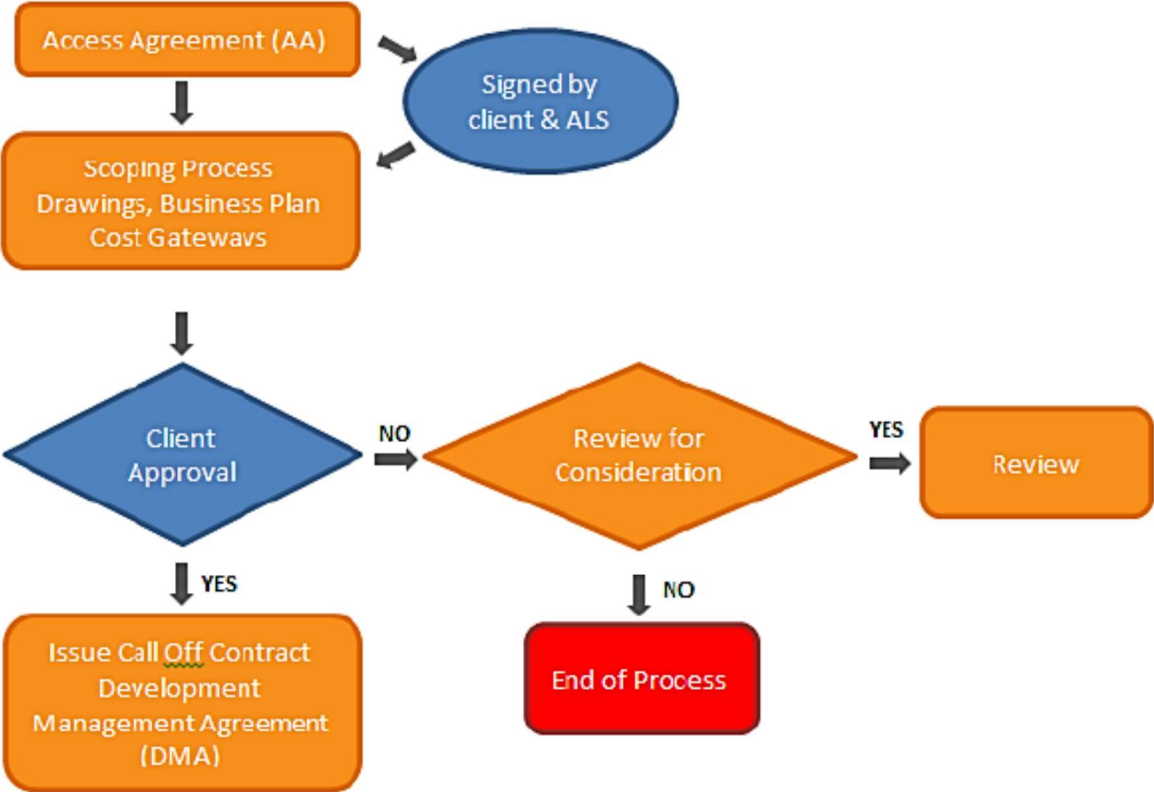 Access Agreement (AA)
Signed by
client & ALS
Scoping Process
Drawings, Business Plan
Cost Gateways
Client
Approval
NO
Review for
Consideration
YES
Review
YES
NO
Issue Call Off Contract
Development
Management Agreement
(DMA)
End of Process